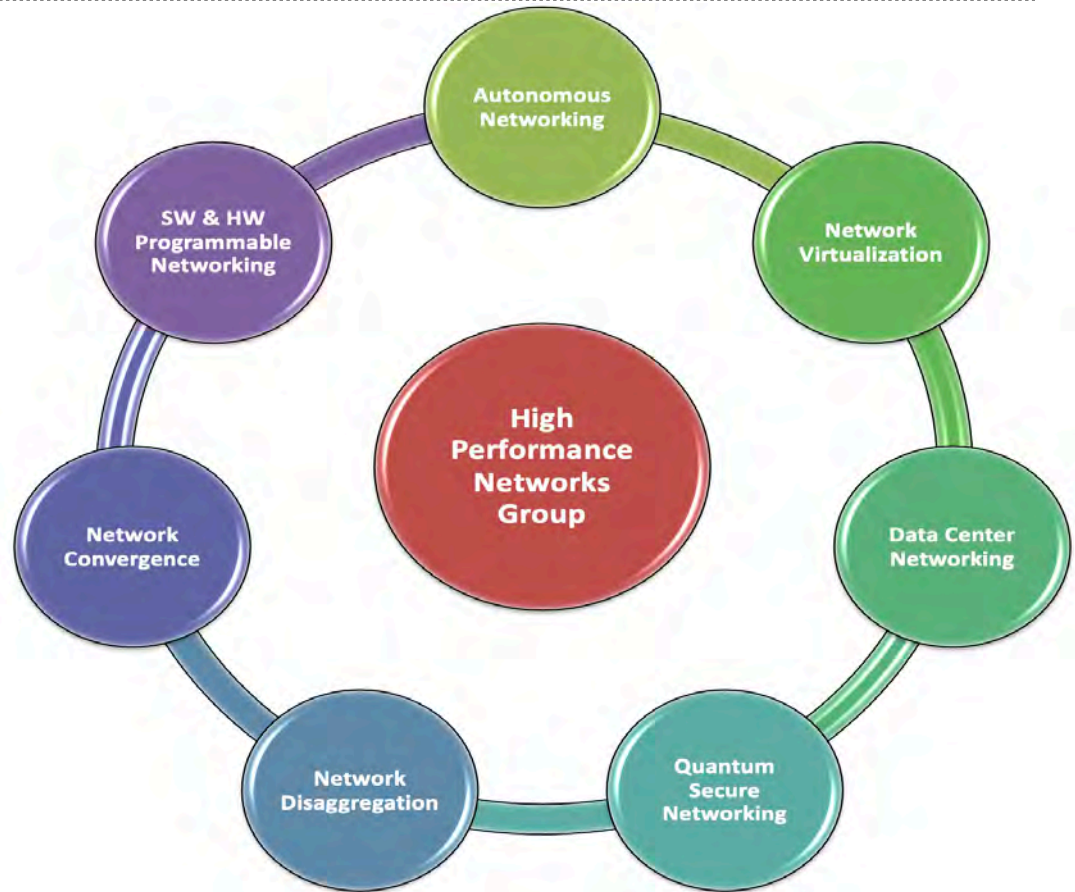 Autonomous
Networking
SW & HW
Programmable
Networking
Network
Virtualization
High
Performance
Networks
Group
Network
Convergence
Data Center
Networking
Network
Disaggregation
Quantum
Secure
Networking